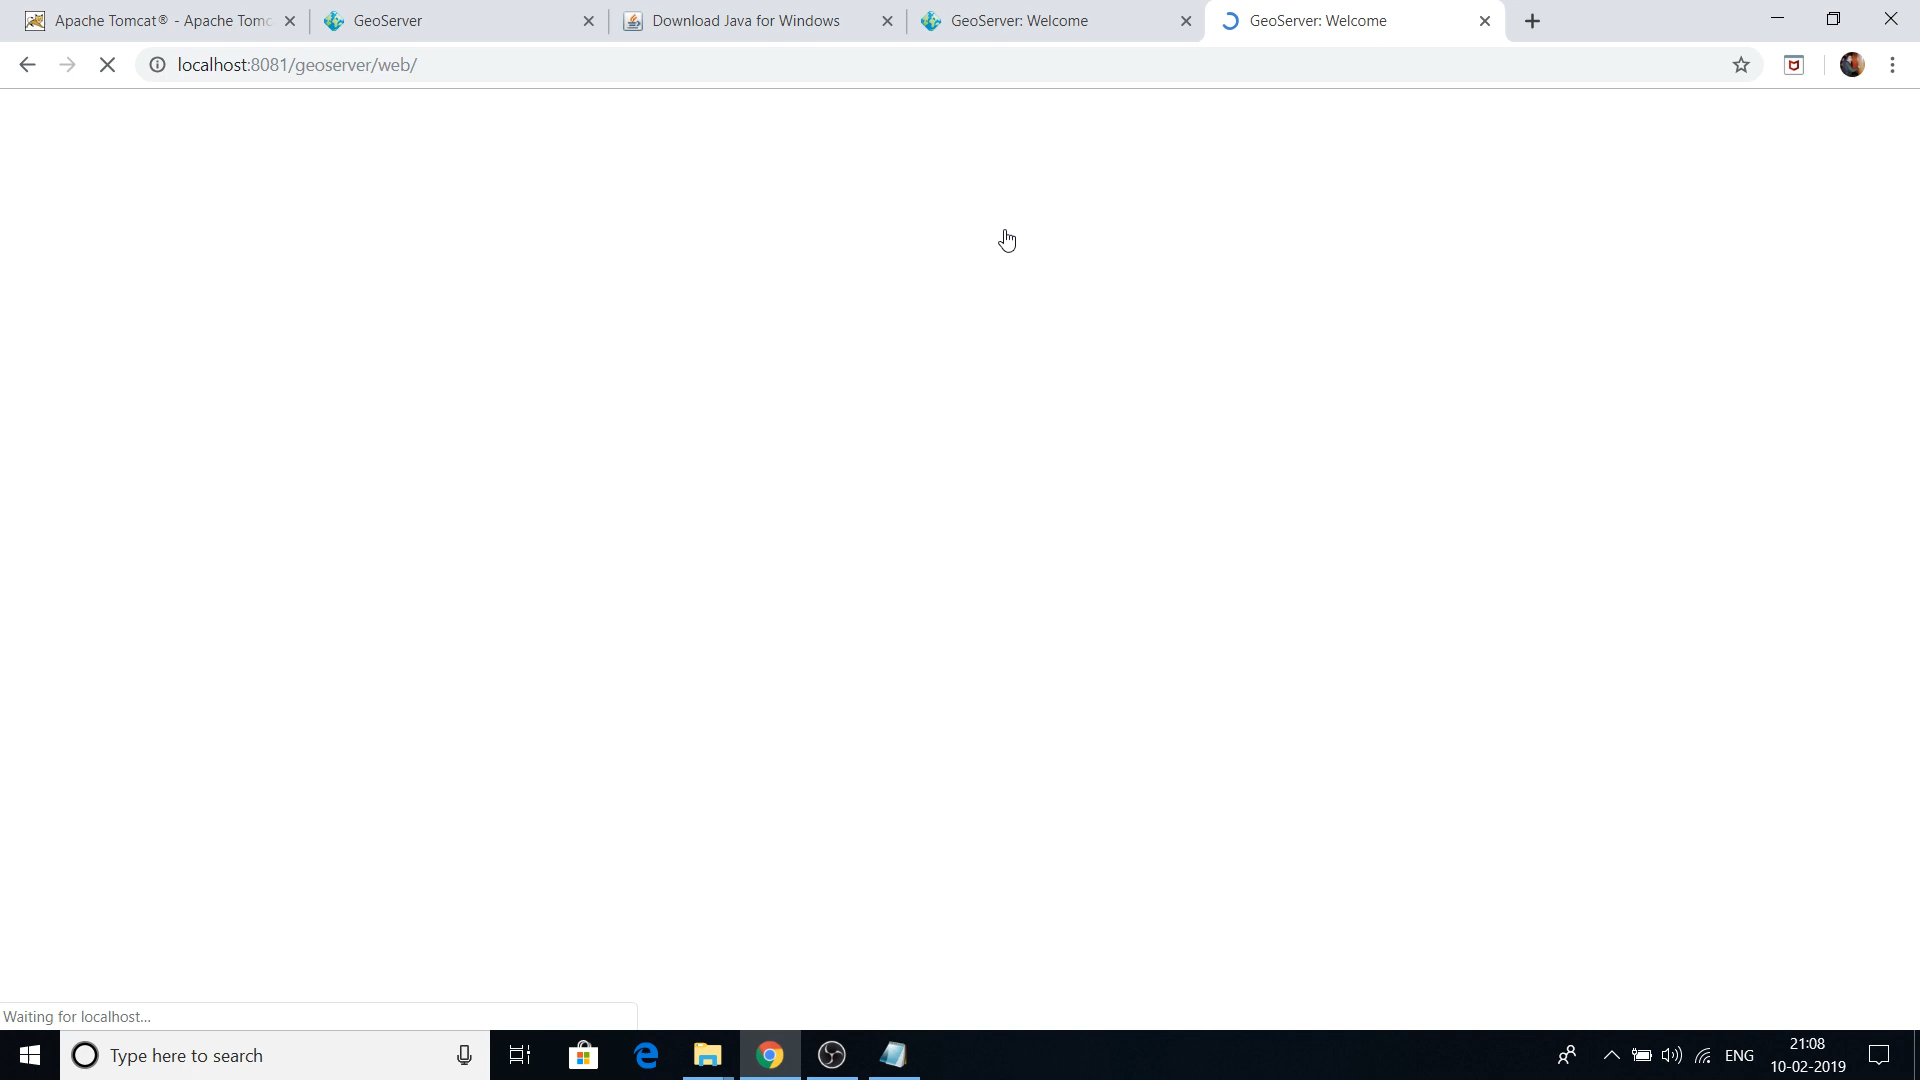 Apache Tomcat® - Apache Tomc
GeoServer
Download Java for Windows
GeoServer: Welcome
GeoServer: Welcome
localhost:8081/geoserver/web/
Waiting for localhost...
Type here to search
ENG
21:08
10-02-2019